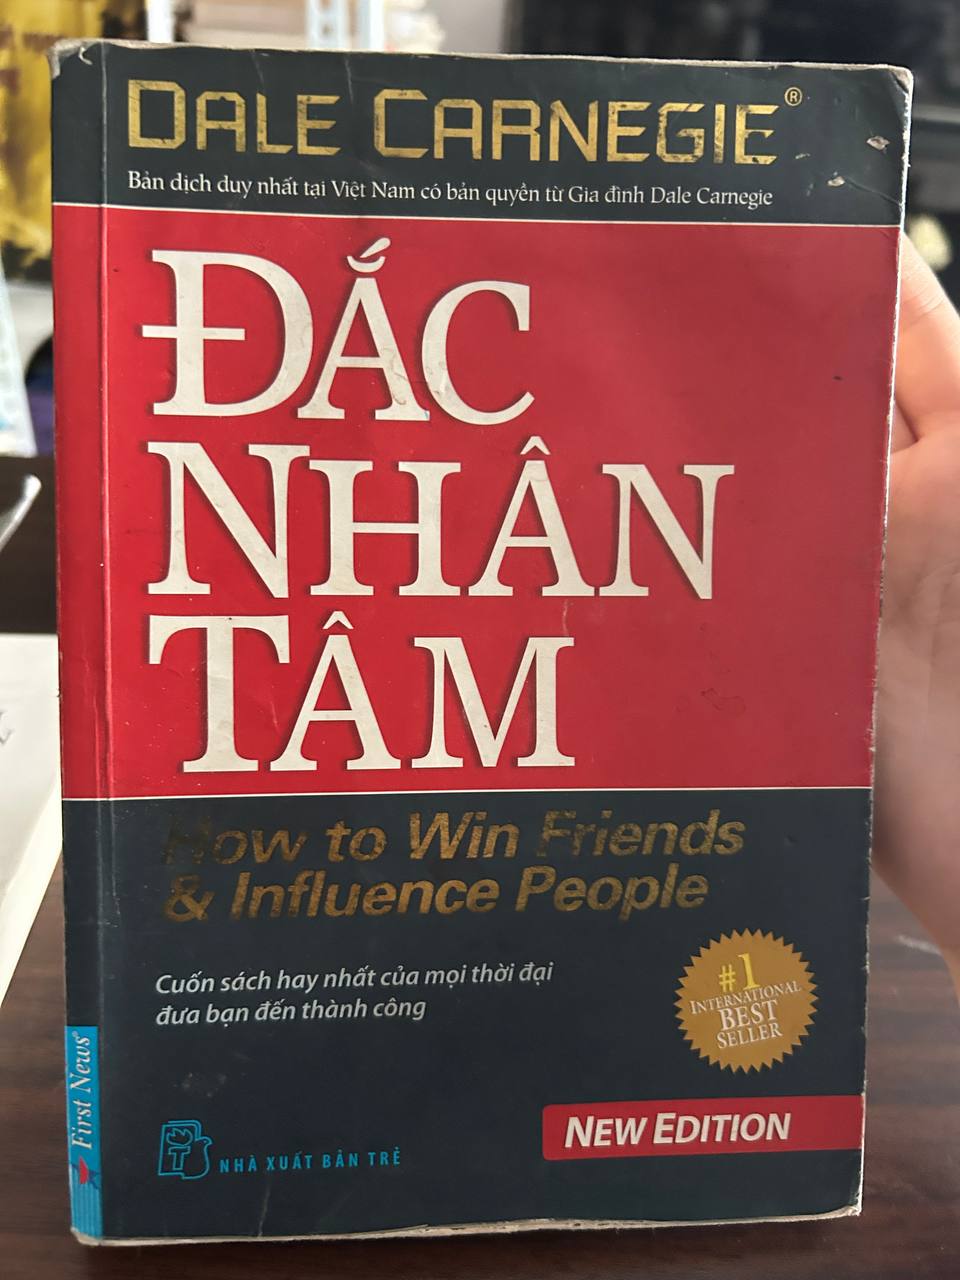 DALE CARNEGIE®
Bản dịch duy nhất tại Việt Nam có bản quyền từ Gia đình Dale Carnegie
ĐẮC
NHÂN
TÂM
How to Win Friends
& Influence People
Cuốn sách hay nhất của mọi thời đại
đưa bạn đến thành công
#1
INTERNATIONAL
BEST
SELLER
NEW EDITION
First News®
T
NHÀ XUẤT BẢN TRẺ